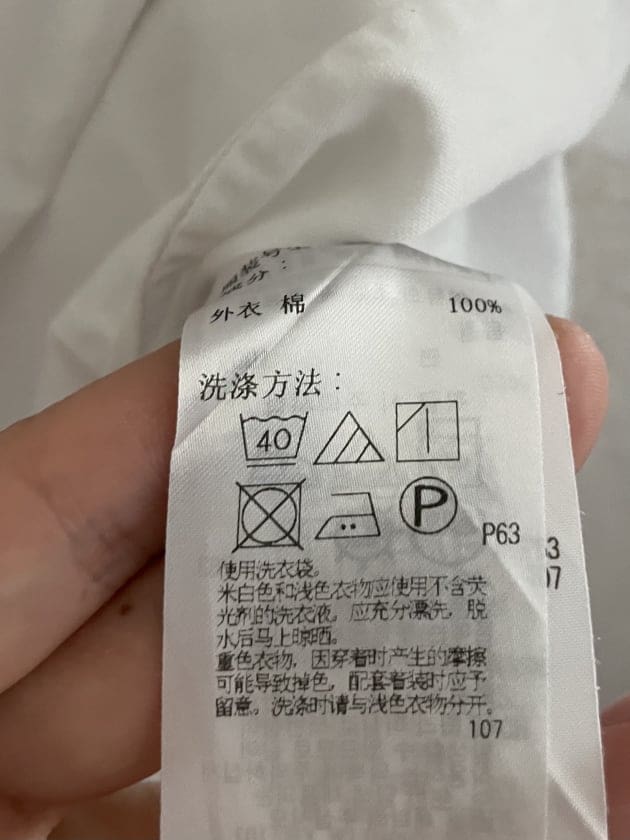 外衣 棉 100%
洗涤方法：
40
P P63
使用洗衣袋。
米白色和浅色衣物应使用不含荧
光剂的洗衣液。应充分漂洗，脱
水后马上晾晒。
重色衣物，因穿着时产生的摩擦
可能导致掉色，配套着装时应予
留意。洗涤时请与浅色衣物分开。
107